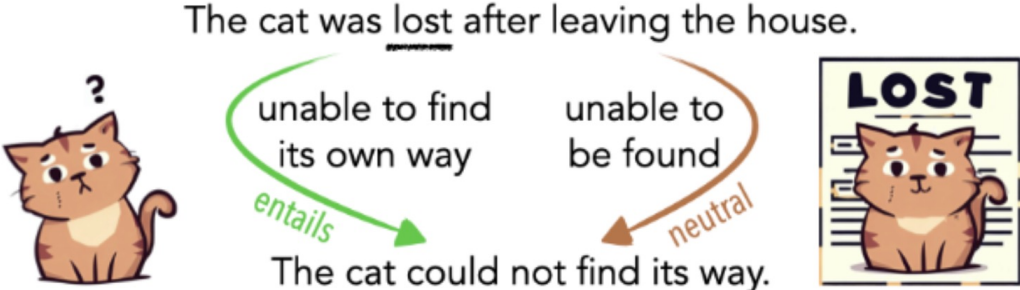 The cat was lost after leaving the house.
?
unable to find
its own way
unable to
be found
LOST
entails
neutral
The cat could not find its way.